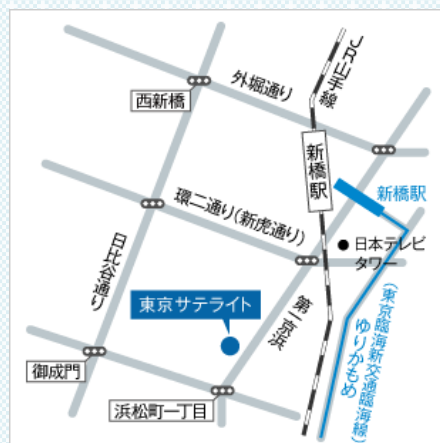 外堀通り
JR山手線
西新橋
新橋駅
新橋駅
環二通り(新虎通り)
日本テレビ
タワー
日比谷通り
東京サテライト
第一京浜
ゆりかもめ
(東京臨海新交通臨海線)
御成門
浜松町一丁目